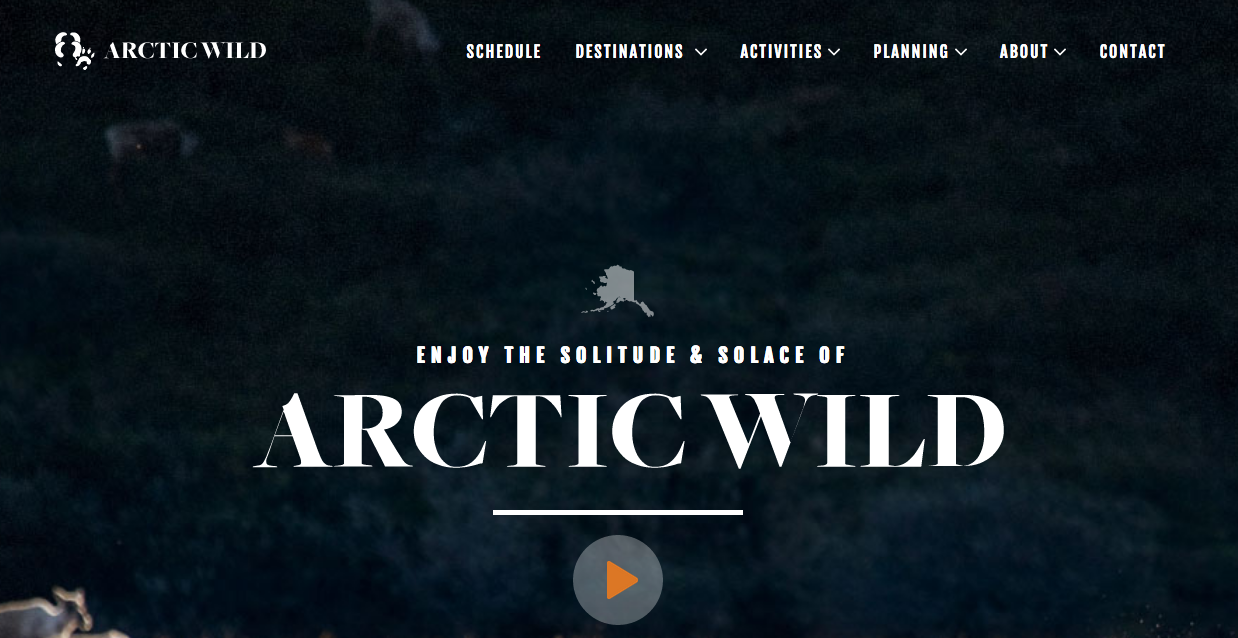 ARCTIC WILD
SCHEDULE DESTINATIONS ACTIVITIES PLANNING ABOUT CONTACT
ENJOY THE SOLITUDE & SOLACE OF
ARCTIC WILD